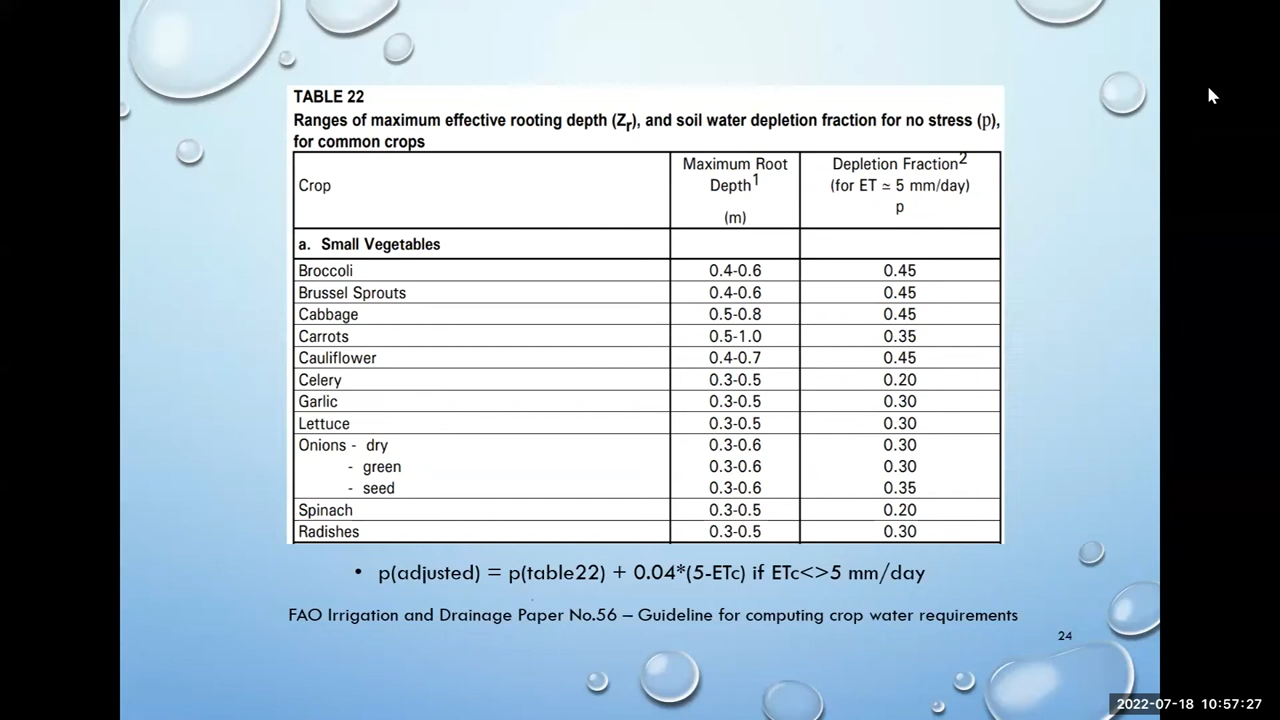 TABLE 22
Ranges of maximum effective rooting depth (Zr), and soil water depletion fraction for no stress (p),
for common crops
Crop Maximum Root Depth1 (m) Depletion Fraction2 (for ET ≃ 5 mm/day) p
a. Small Vegetables
Broccoli 0.4-0.6 0.45
Brussel Sprouts 0.4-0.6 0.45
Cabbage 0.5-0.8 0.45
Carrots 0.5-1.0 0.35
Cauliflower 0.4-0.7 0.45
Celery 0.3-0.5 0.20
Garlic 0.3-0.5 0.30
Lettuce 0.3-0.5 0.30
Onions - dry 0.3-0.6 0.30
- green 0.3-0.6 0.30
- seed 0.3-0.6 0.35
Spinach 0.3-0.5 0.20
Radishes 0.3-0.5 0.30
• p(adjusted) = p(table22) + 0.04*(5-ETc) if ETc<>5 mm/day
FAO Irrigation and Drainage Paper No.56 – Guideline for computing crop water requirements
24
2022-07-18 10:57:27